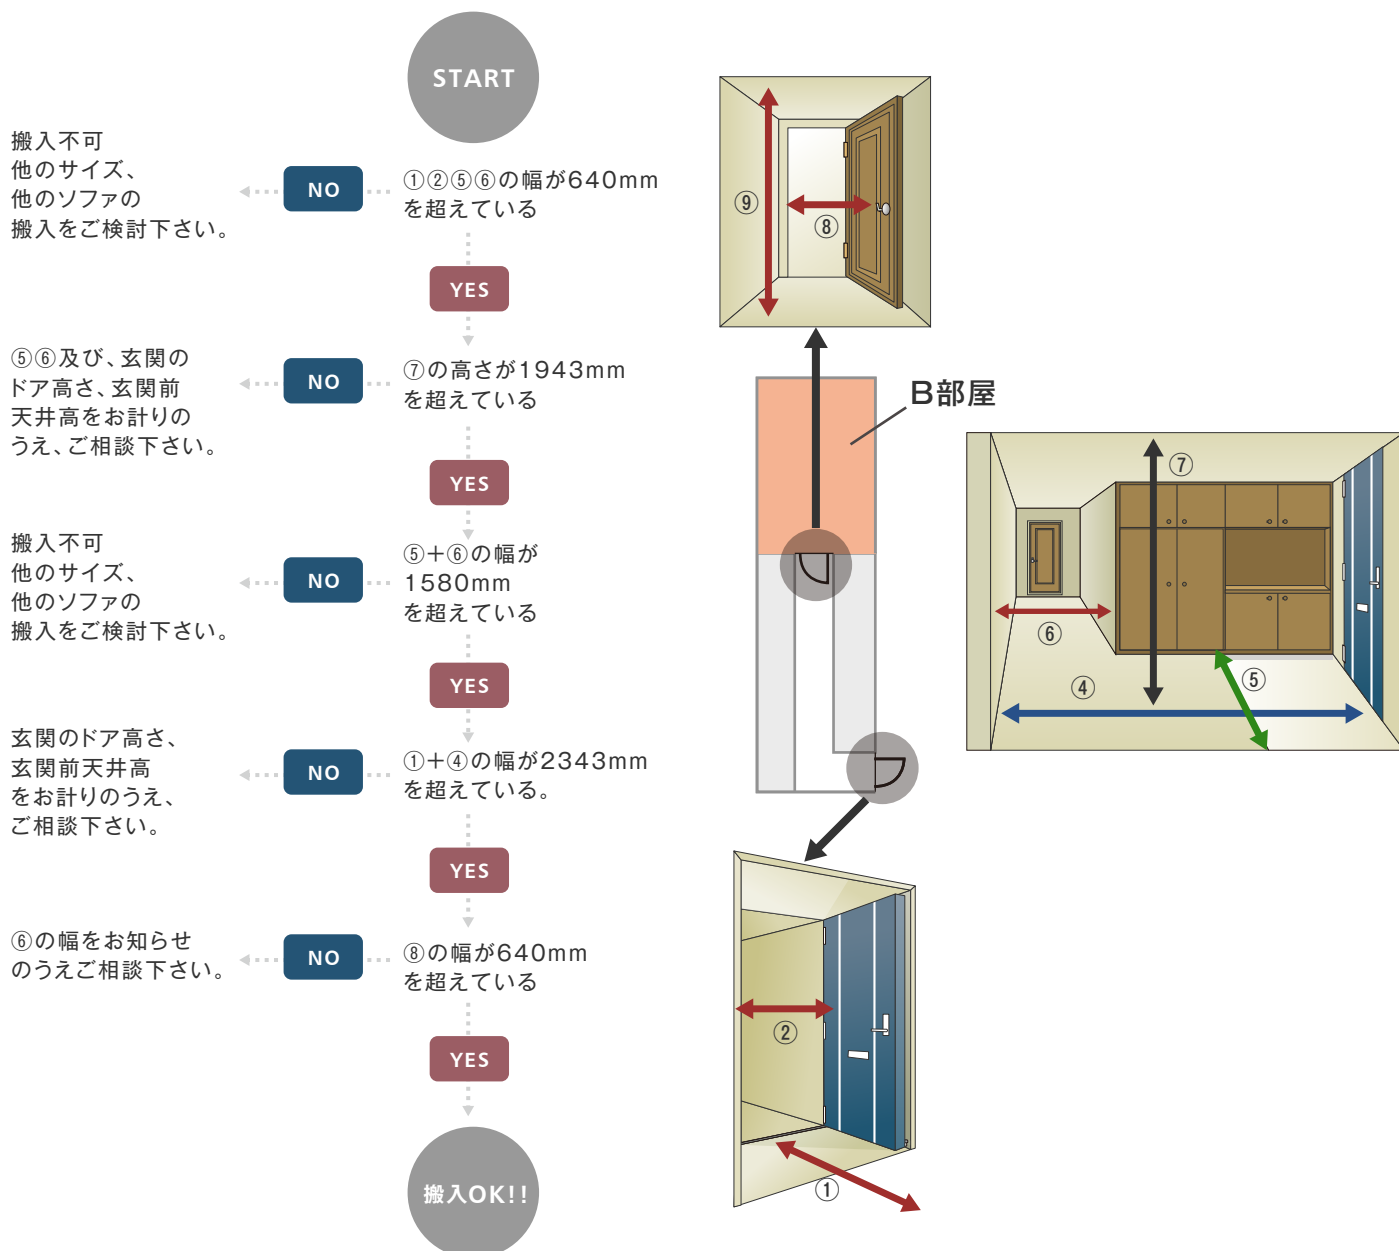 START
搬入不可
他のサイズ、
他のソファの
搬入をご検討下さい。
NO
①②⑤⑥の幅が640mm
を超えている
YES
⑤⑥及び、玄関の
ドア高さ、玄関前
天井高をお計りの
うえ、ご相談下さい。
NO
⑦の高さが1943mm
を超えている
YES
搬入不可
他のサイズ、
他のソファの
搬入をご検討下さい。
NO
⑤+⑥の幅が
1580mm
を超えている
YES
玄関のドア高さ、
玄関前天井高
をお計りのうえ、
ご相談下さい。
NO
①+④の幅が2343mm
を超えている。
YES
⑥の幅をお知らせ
のうえご相談下さい。
NO
⑧の幅が640mm
を超えている
YES
搬入OK!!
⑨
⑧
B部屋
⑦
⑥
④
⑤
②
①